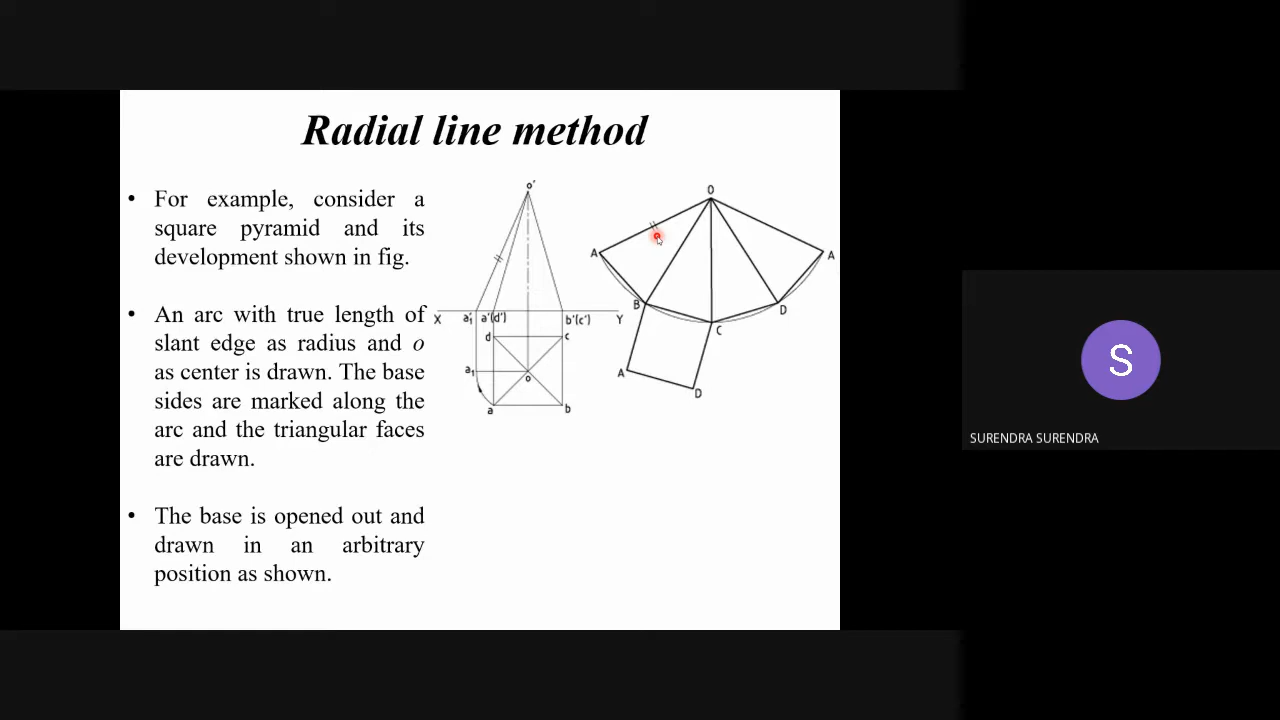 Radial line method
• For example, consider a
square pyramid and its
development shown in fig.
• An arc with true length of
slant edge as radius and o
as center is drawn. The base
sides are marked along the
arc and the triangular faces
are drawn.
• The base is opened out and
drawn in an arbitrary
position as shown.
o'
X a'₁ a'(d') b'(c') Y
d c
a₁ o
a b
O
A A
B D
C
A
D
S
SURENDRA SURENDRA